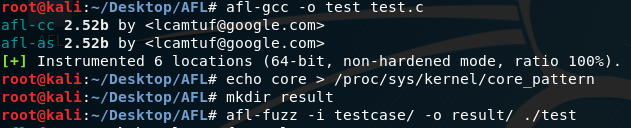 root@kali:~/Desktop/AFL# afl-gcc -o test test.c
afl-cc 2.52b by <lcamtuf@google.com>
afl-as 2.52b by <lcamtuf@google.com>
[+] Instrumented 6 locations (64-bit, non-hardened mode, ratio 100%).
root@kali:~/Desktop/AFL# echo core > /proc/sys/kernel/core_pattern
root@kali:~/Desktop/AFL# mkdir result
root@kali:~/Desktop/AFL# afl-fuzz -i testcase/ -o result/ ./test